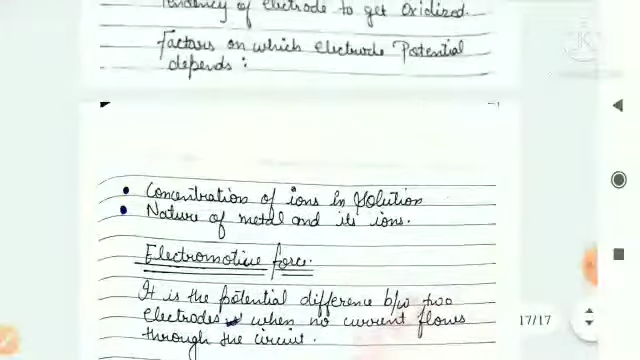 Tendency of electrode to get Oxidized.
Factors on which electrode Potential
depends :
• Concentration of ions in Solution
• Nature of metal and its ions.
Electromotive force.
It is the potential difference b/w two
electrodes when no current flows
through the circuit.
17/17